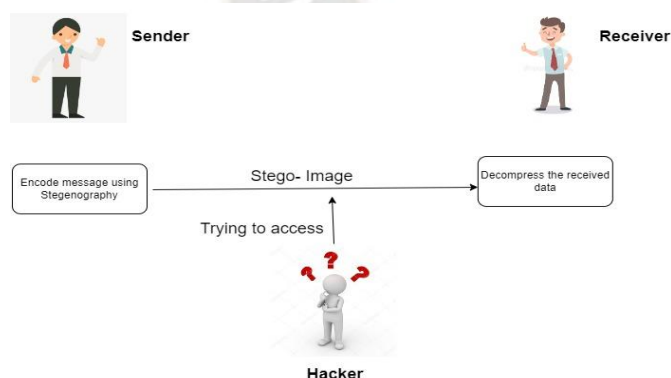 Sender
Receiver
Encode message using
Stegenography
Stego- Image
Decompress the received
data
Trying to access
? ? ?
Hacker